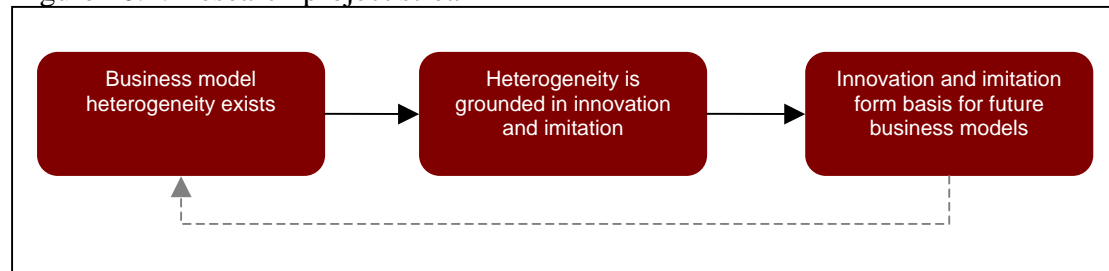 Business model
heterogeneity exists
Heterogeneity is
grounded in innovation
and imitation
Innovation and imitation
form basis for future
business models